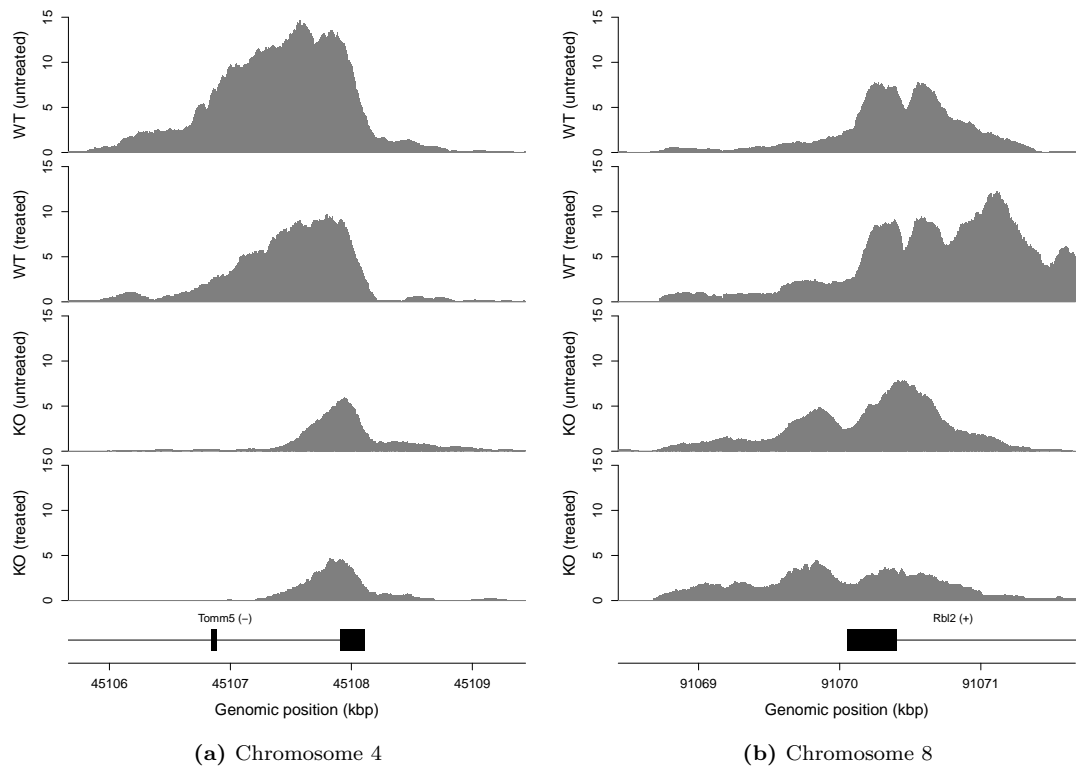 WT (untreated)
0 5 10 15
WT (treated)
0 5 10 15
KO (untreated)
0 5 10 15
KO (treated)
0 5 10 15
Tomm5 (−)
45106 45107 45108 45109
Genomic position (kbp)
(a) Chromosome 4
WT (untreated)
0 5 10 15
WT (treated)
0 5 10 15
KO (untreated)
0 5 10 15
KO (treated)
0 5 10 15
Rbl2 (+)
91069 91070 91071
Genomic position (kbp)
(b) Chromosome 8